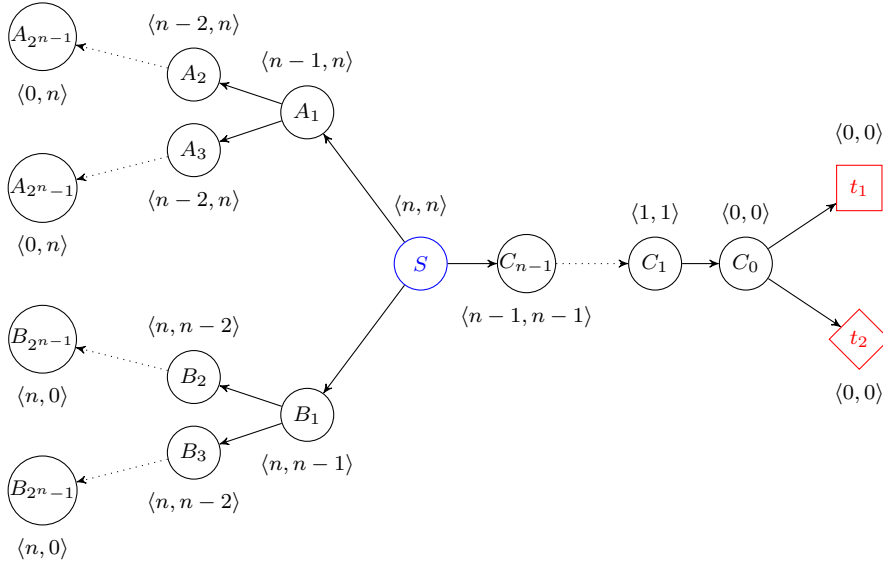 ⟨n − 2, n⟩
A_{2^{n−1}}
⟨n − 1, n⟩
A_2
⟨0, n⟩
A_1
⟨0, 0⟩
A_3
A_{2^n−1}
t_1
⟨n − 2, n⟩
⟨n, n⟩
⟨1, 1⟩
⟨0, 0⟩
⟨0, n⟩
S
C_{n−1}
C_1
C_0
⟨n − 1, n − 1⟩
⟨n, n − 2⟩
B_{2^{n−1}}
t_2
B_2
⟨n, 0⟩
⟨0, 0⟩
B_1
B_3
⟨n, n − 1⟩
B_{2^n−1}
⟨n, n − 2⟩
⟨n, 0⟩